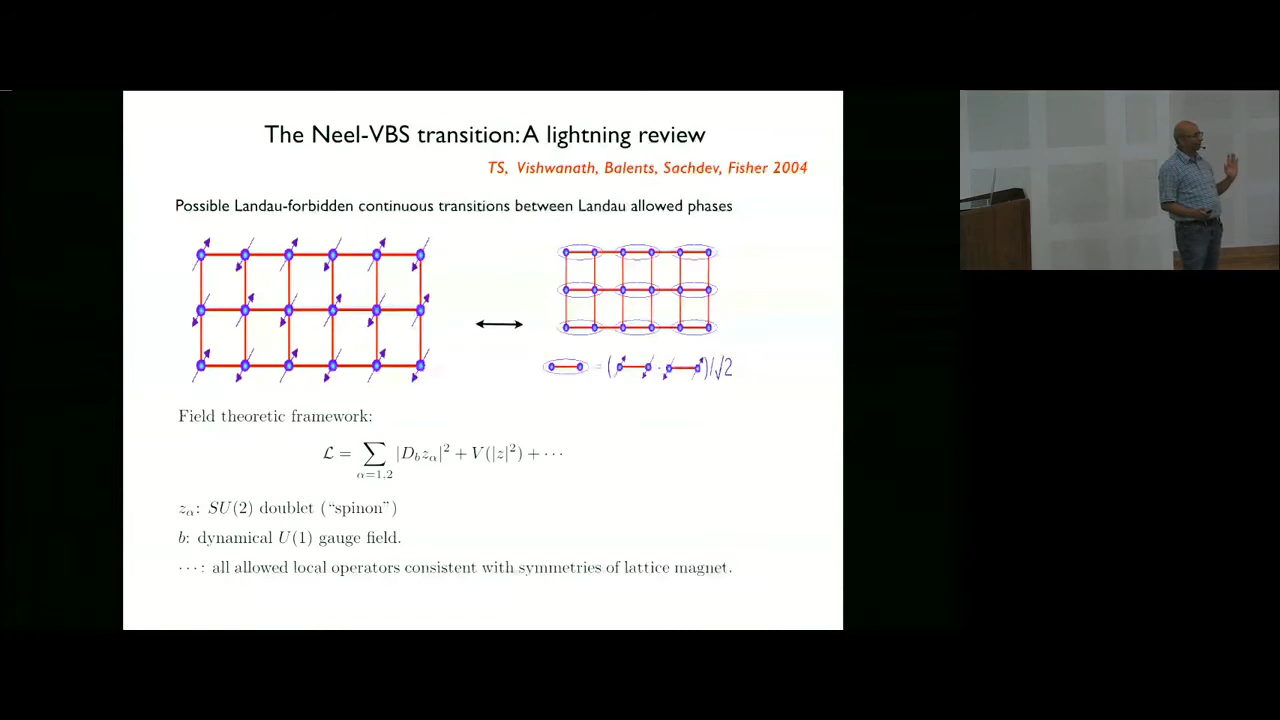 The Neel-VBS transition: A lightning review
TS, Vishwanath, Balents, Sachdev, Fisher 2004
Possible Landau-forbidden continuous transitions between Landau allowed phases
= ( - )/√2
Field theoretic framework:
ℒ = ∑_{α=1,2} |D_b z_α|² + V(|z|²) + ⋯
z_α: SU(2) doublet (“spinon”)
b: dynamical U(1) gauge field.
⋯: all allowed local operators consistent with symmetries of lattice magnet.